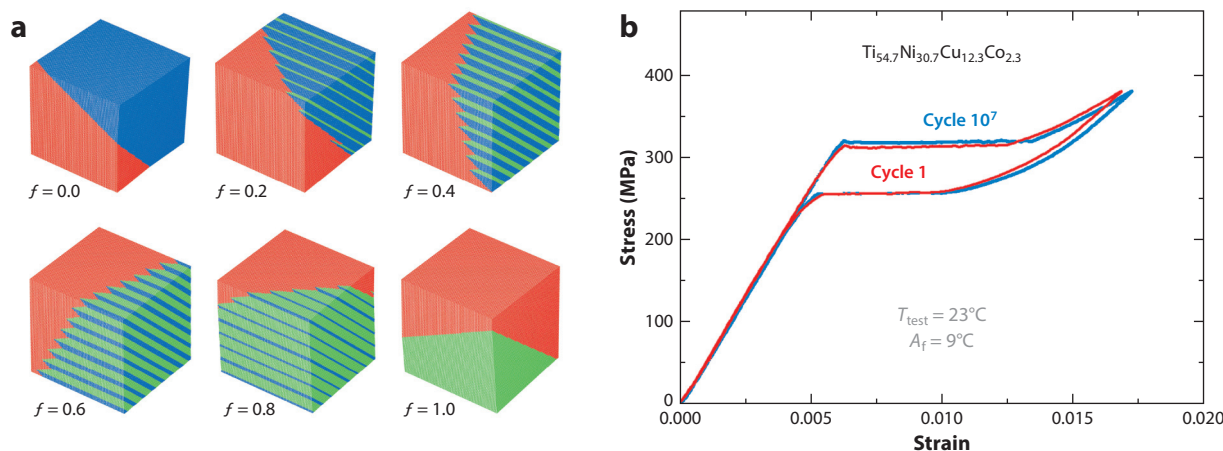 a
f = 0.0
f = 0.2
f = 0.4
f = 0.6
f = 0.8
f = 1.0
b
Ti54.7Ni30.7Cu12.3Co2.3
Cycle 10⁷
Cycle 1
Ttest = 23°C
Af = 9°C
Stress (MPa)
400
300
200
100
0
0.000
0.005
0.010
0.015
0.020
Strain